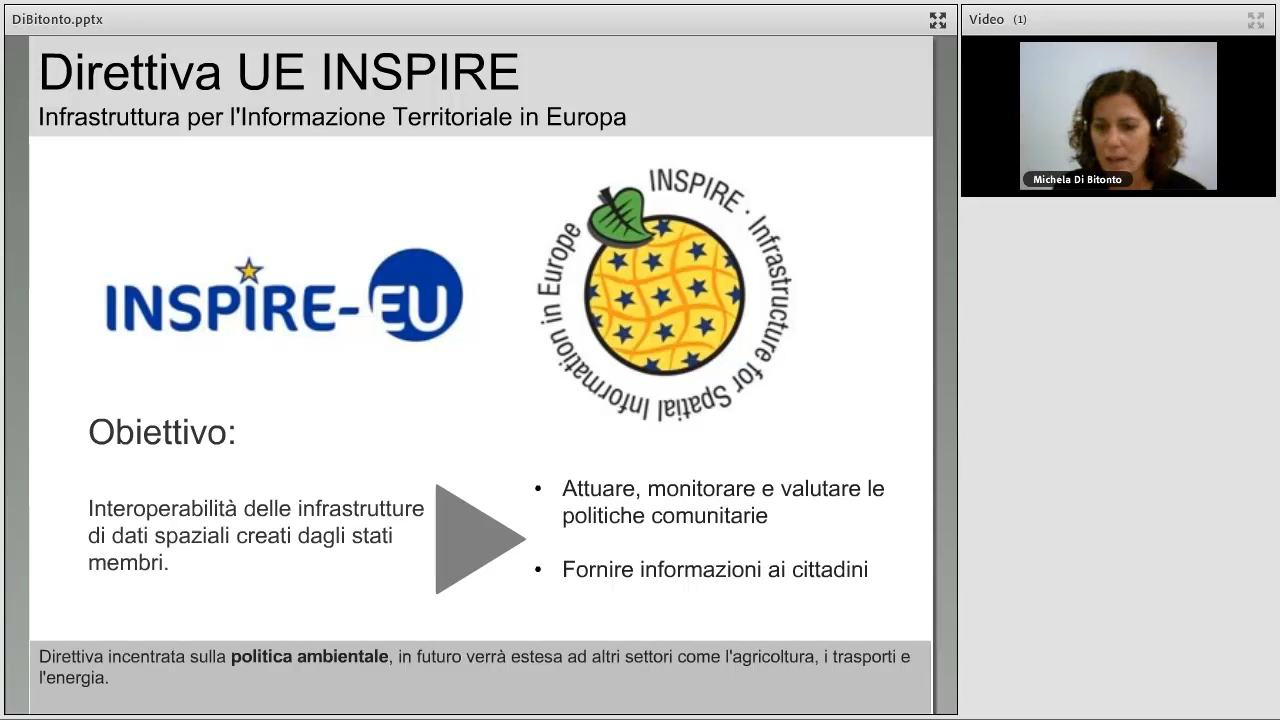 DiBitonto.pptx
Video (1)
Direttiva UE INSPIRE
Infrastruttura per l'Informazione Territoriale in Europa
Michela Di Bitonto
INSPIRE-EU
INSPIRE · Infrastructure for Spatial Information in Europe
Obiettivo:
Interoperabilità delle infrastrutture
di dati spaziali creati dagli stati
membri.
• Attuare, monitorare e valutare le
politiche comunitarie
• Fornire informazioni ai cittadini
Direttiva incentrata sulla politica ambientale, in futuro verrà estesa ad altri settori come l'agricoltura, i trasporti e
l'energia.